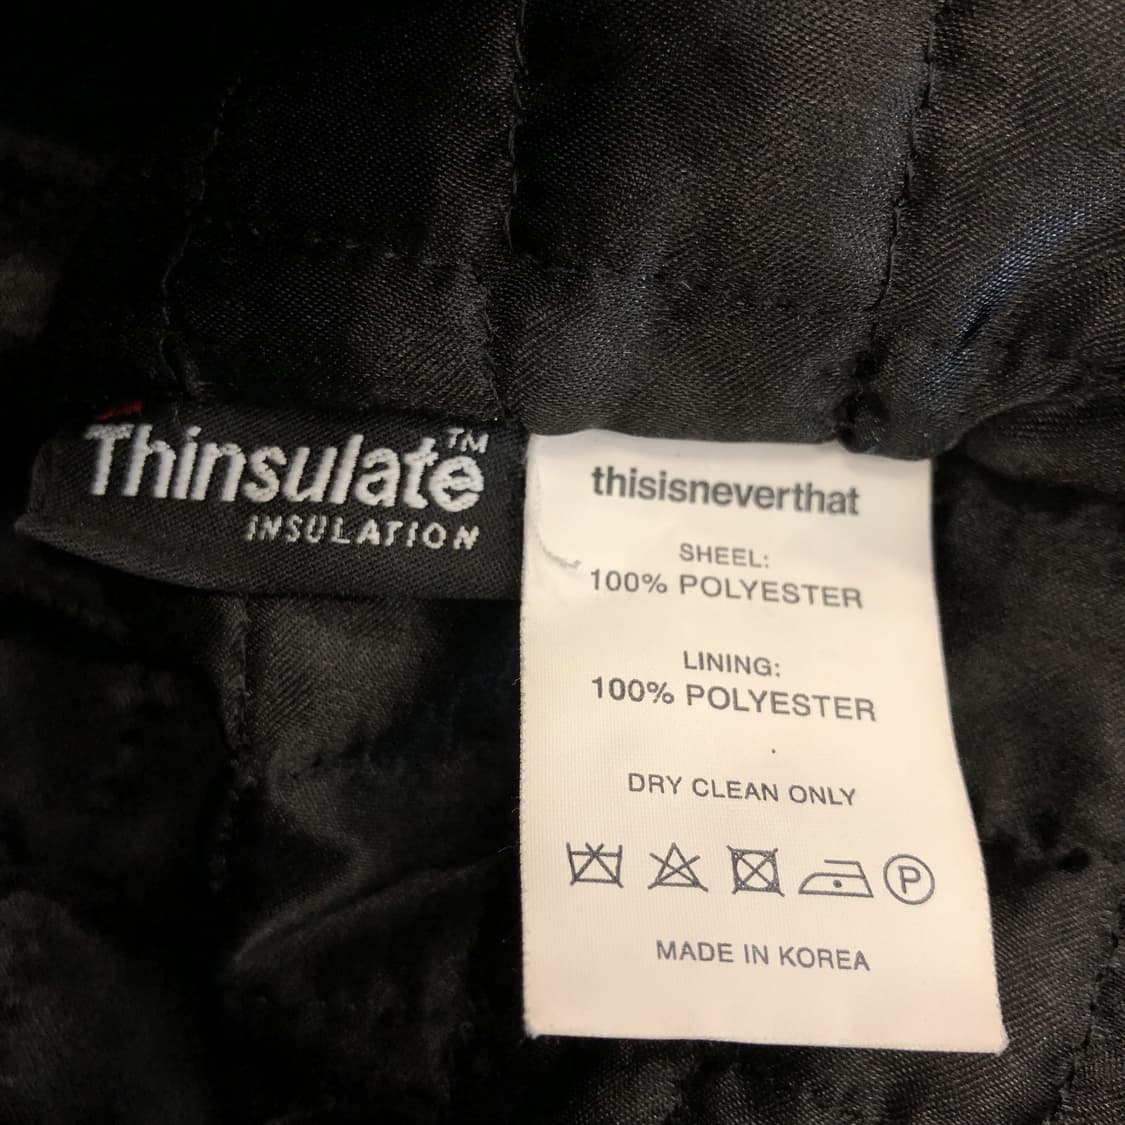 Thinsulate™
INSULATION
thisisneverthat
SHEEL:
100% POLYESTER
LINING:
100% POLYESTER
DRY CLEAN ONLY
P
MADE IN KOREA